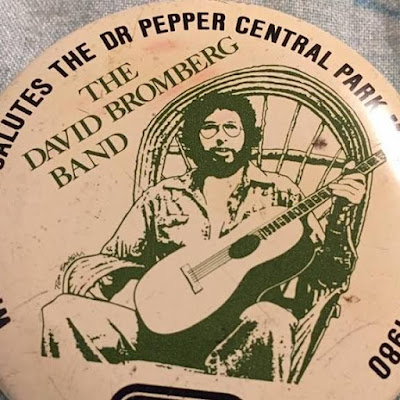 SALUTES THE DR PEPPER CENTRAL PARK
THE
DAVID BROMBERG
BAND
1980